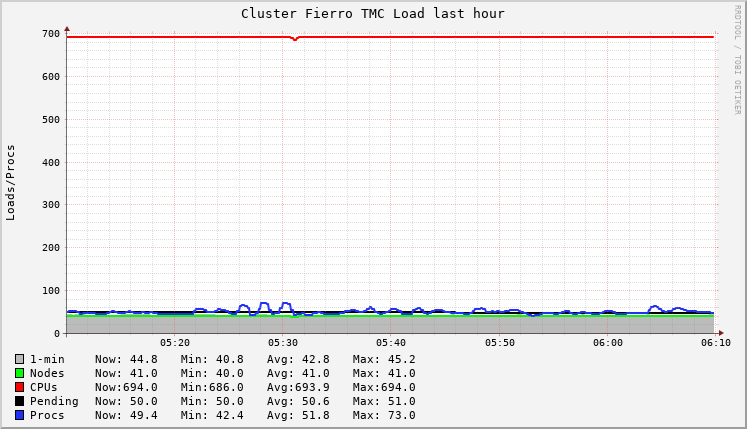 Cluster Fierro TMC Load last hour
RRDTOOL / TOBI OETIKER
Loads/Procs
700
600
500
400
300
200
100
0
05:20 05:30 05:40 05:50 06:00 06:10
1-min Now: 44.8 Min: 40.8 Avg: 42.8 Max: 45.2
Nodes Now: 41.0 Min: 40.0 Avg: 41.0 Max: 41.0
CPUs Now:694.0 Min:686.0 Avg:693.9 Max:694.0
Pending Now: 50.0 Min: 50.0 Avg: 50.6 Max: 51.0
Procs Now: 49.4 Min: 42.4 Avg: 51.8 Max: 73.0